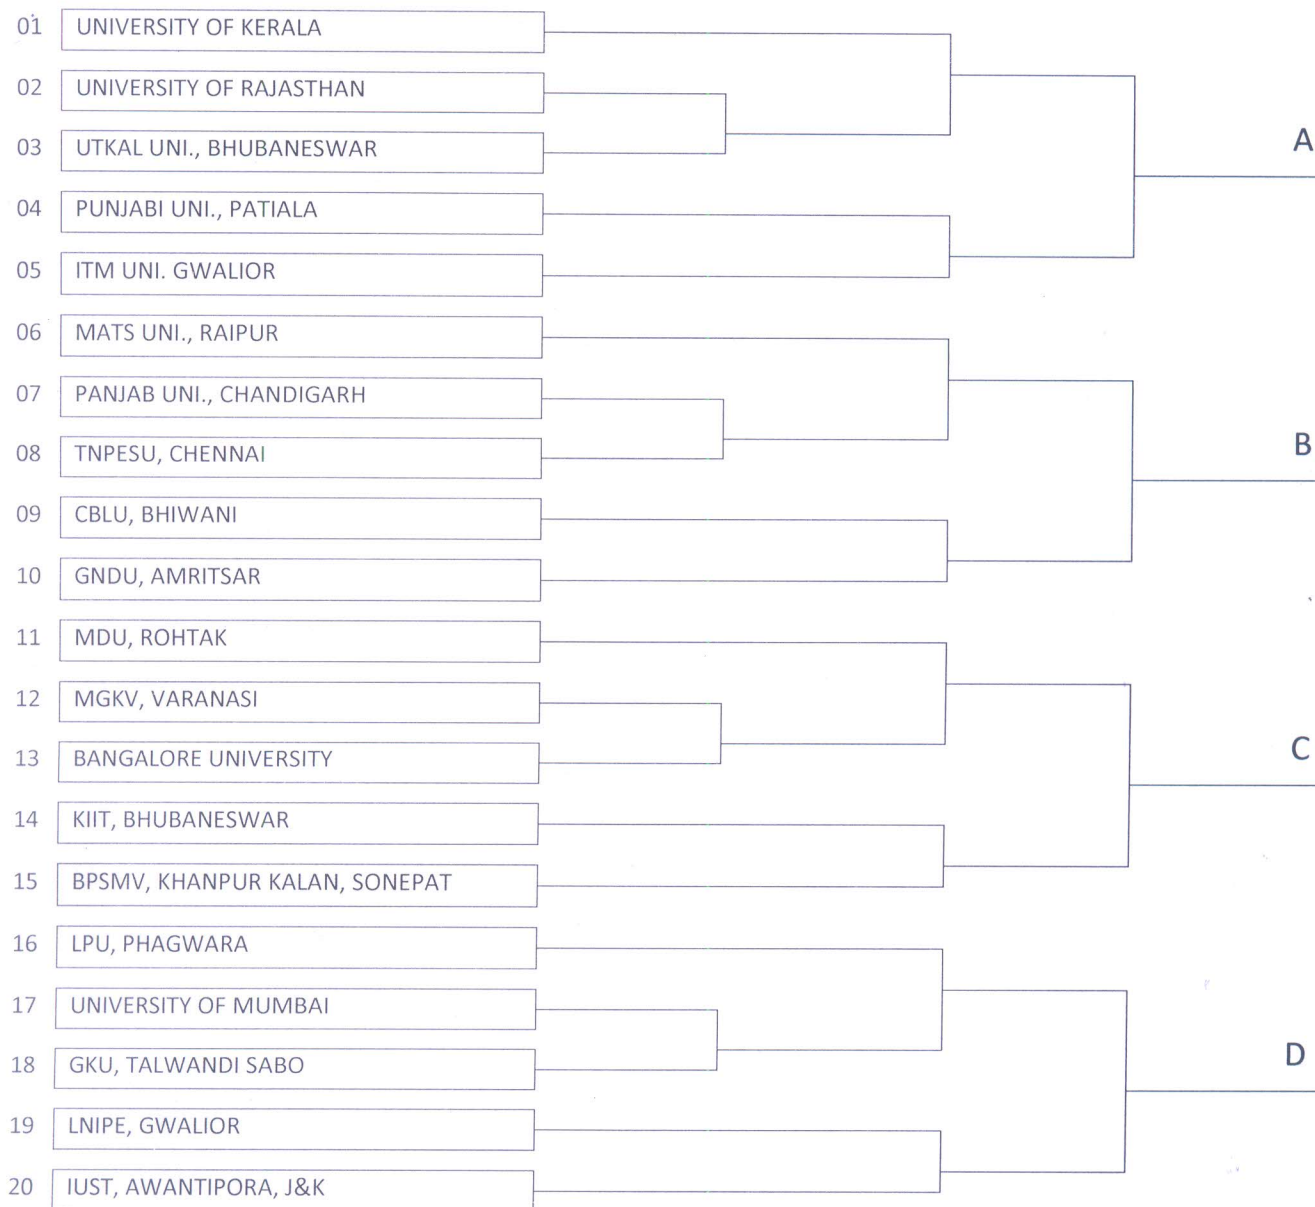 01 UNIVERSITY OF KERALA
02 UNIVERSITY OF RAJASTHAN
03 UTKAL UNI., BHUBANESWAR
A
04 PUNJABI UNI., PATIALA
05 ITM UNI. GWALIOR
06 MATS UNI., RAIPUR
07 PANJAB UNI., CHANDIGARH
08 TNPESU, CHENNAI
B
09 CBLU, BHIWANI
10 GNDU, AMRITSAR
11 MDU, ROHTAK
12 MGKV, VARANASI
13 BANGALORE UNIVERSITY
C
14 KIIT, BHUBANESWAR
15 BPSMV, KHANPUR KALAN, SONEPAT
16 LPU, PHAGWARA
17 UNIVERSITY OF MUMBAI
18 GKU, TALWANDI SABO
D
19 LNIPE, GWALIOR
20 IUST, AWANTIPORA, J&K